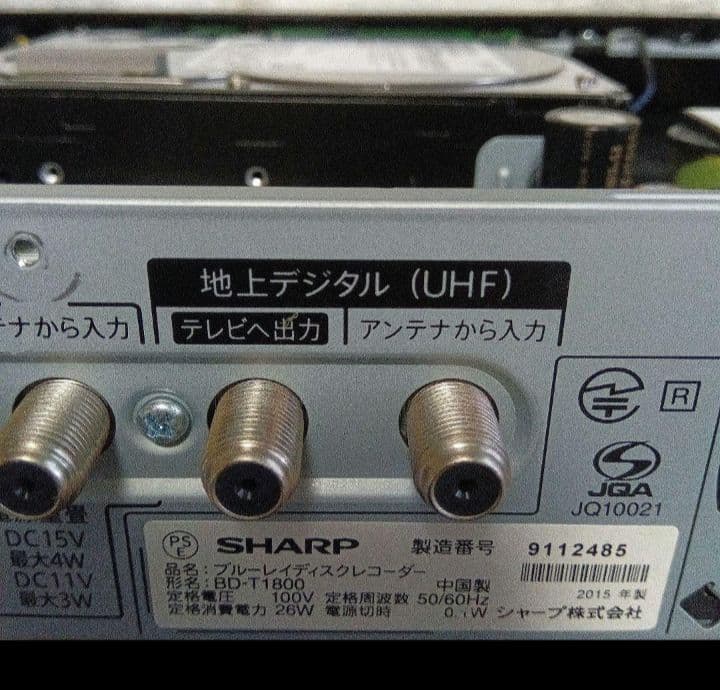 地上デジタル (UHF)
テナから入力
テレビへ出力
アンテナから入力
R
JQA
JQ10021
DC15V
最大4W
DC11V
最大3W
PS
E
SHARP
製造番号 9112485
品名:ブルーレイディスクレコーダー
形名:BD-T1800 中国製
2015 年製
定格電圧 100V 定格周波数 50/60Hz
定格消費電力 26W 電源切時 0.1W シャープ株式会社